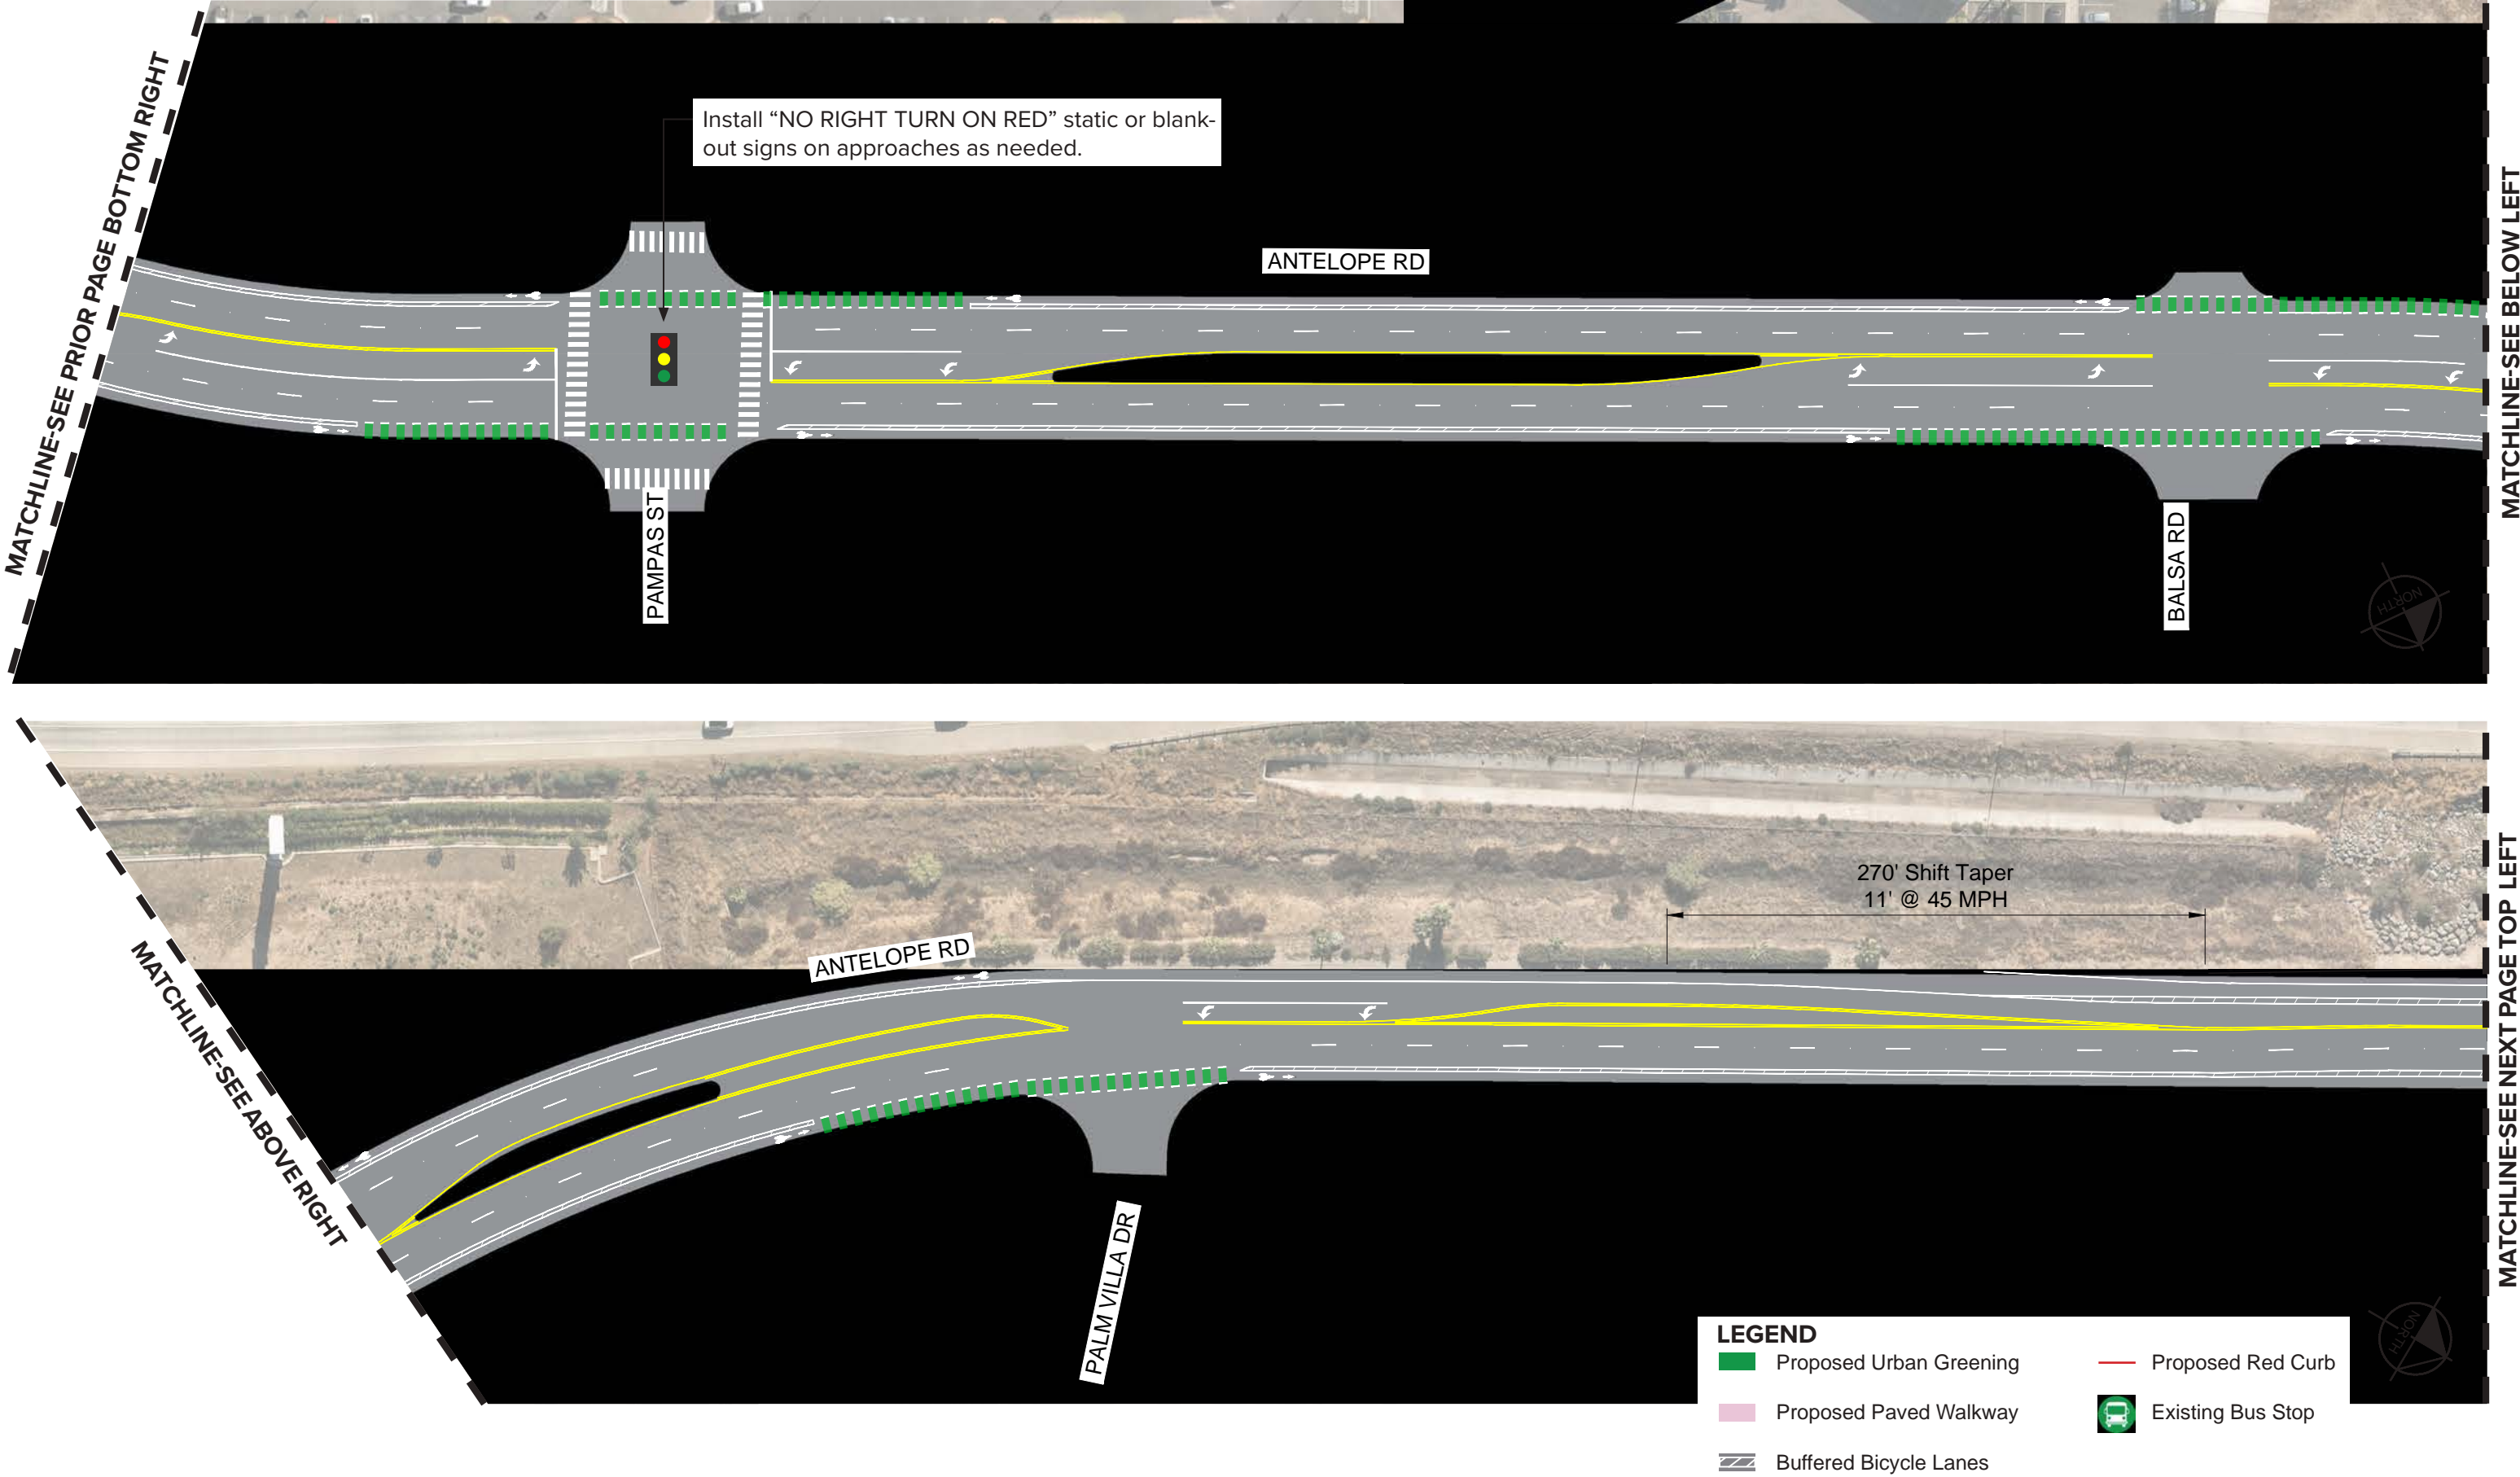 MATCHLINE-SEE PRIOR PAGE BOTTOM RIGHT
Install “NO RIGHT TURN ON RED” static or blank-
out signs on approaches as needed.
ANTELOPE RD
PAMPAS ST
BALSA RD
NORTH
MATCHLINE-SEE BELOW LEFT
MATCHLINE-SEE ABOVE RIGHT
ANTELOPE RD
270' Shift Taper
11' @ 45 MPH
PALM VILLA DR
NORTH
MATCHLINE-SEE NEXT PAGE TOP LEFT
LEGEND
Proposed Urban Greening
Proposed Red Curb
Proposed Paved Walkway
Existing Bus Stop
Buffered Bicycle Lanes